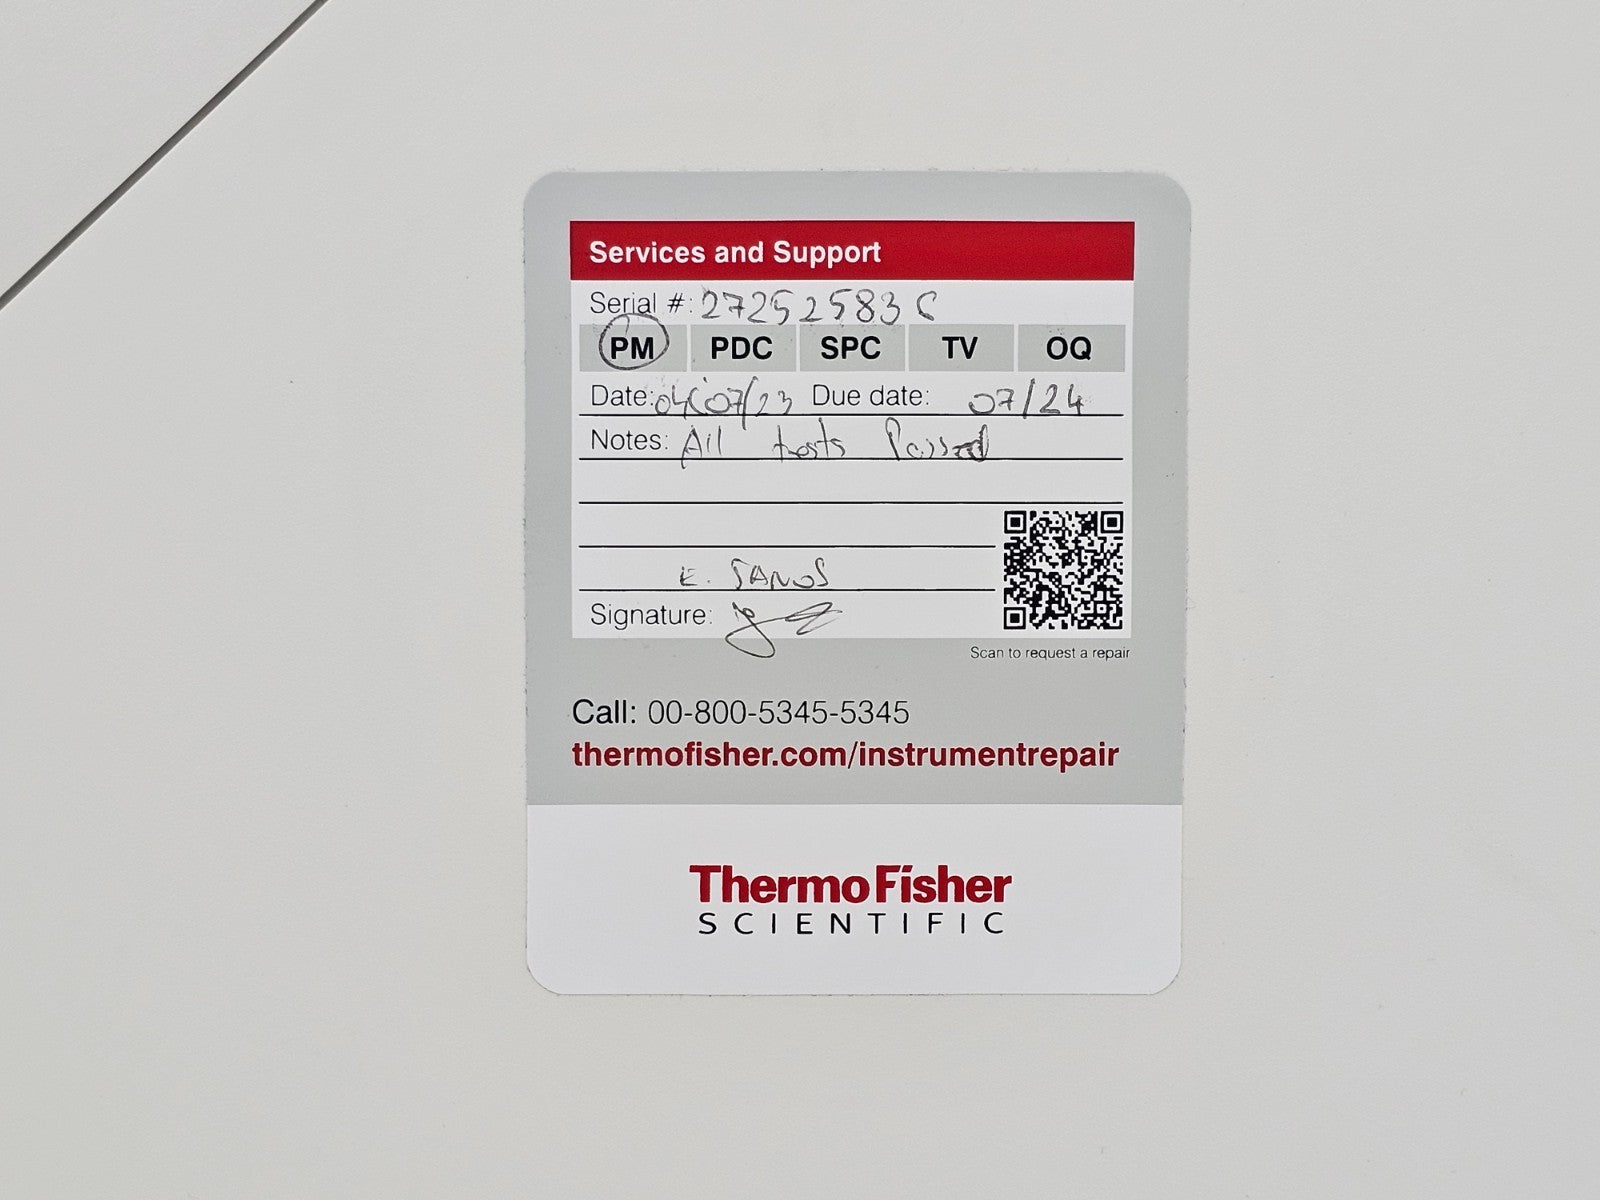 Services and Support
Serial #: 27252583 C
PM PDC SPC TV OQ
Date: 04/07/23 Due date: 07/24
Notes: All tests Passed
E. JANOS
Signature:
Scan to request a repair
Call: 00-800-5345-5345
thermofisher.com/instrumentrepair
ThermoFisher
SCIENTIFIC